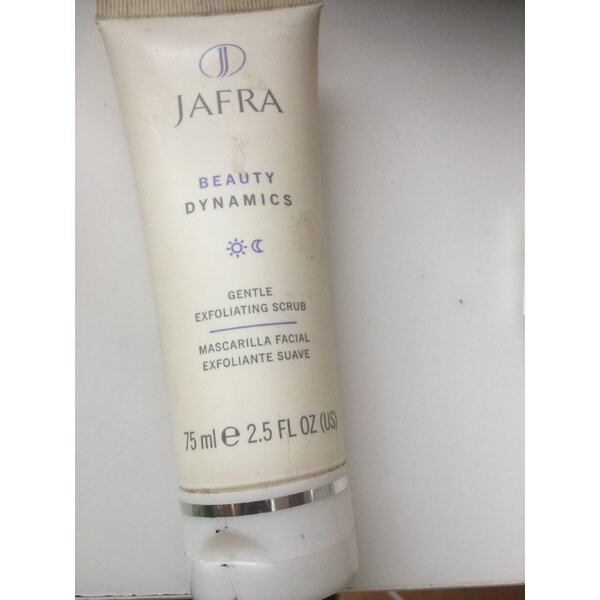 JAFRA
BEAUTY
DYNAMICS
GENTLE
EXFOLIATING SCRUB
MASCARILLA FACIAL
EXFOLIANTE SUAVE
75 ml e 2.5 FL OZ (US)